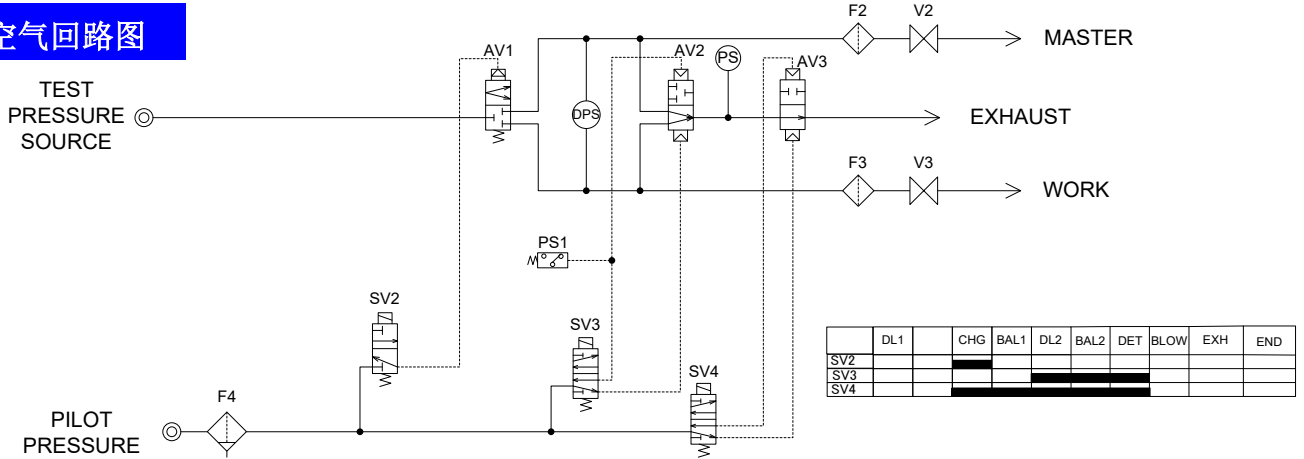 空气回路图
TEST
PRESSURE
SOURCE
AV1
DPS
AV2
PS
AV3
F2
V2
MASTER
EXHAUST
F3
V3
WORK
PS1
SV2
SV3
SV4
F4
PILOT
PRESSURE
DL1 CHG BAL1 DL2 BAL2 DET BLOW EXH END
SV2
SV3
SV4